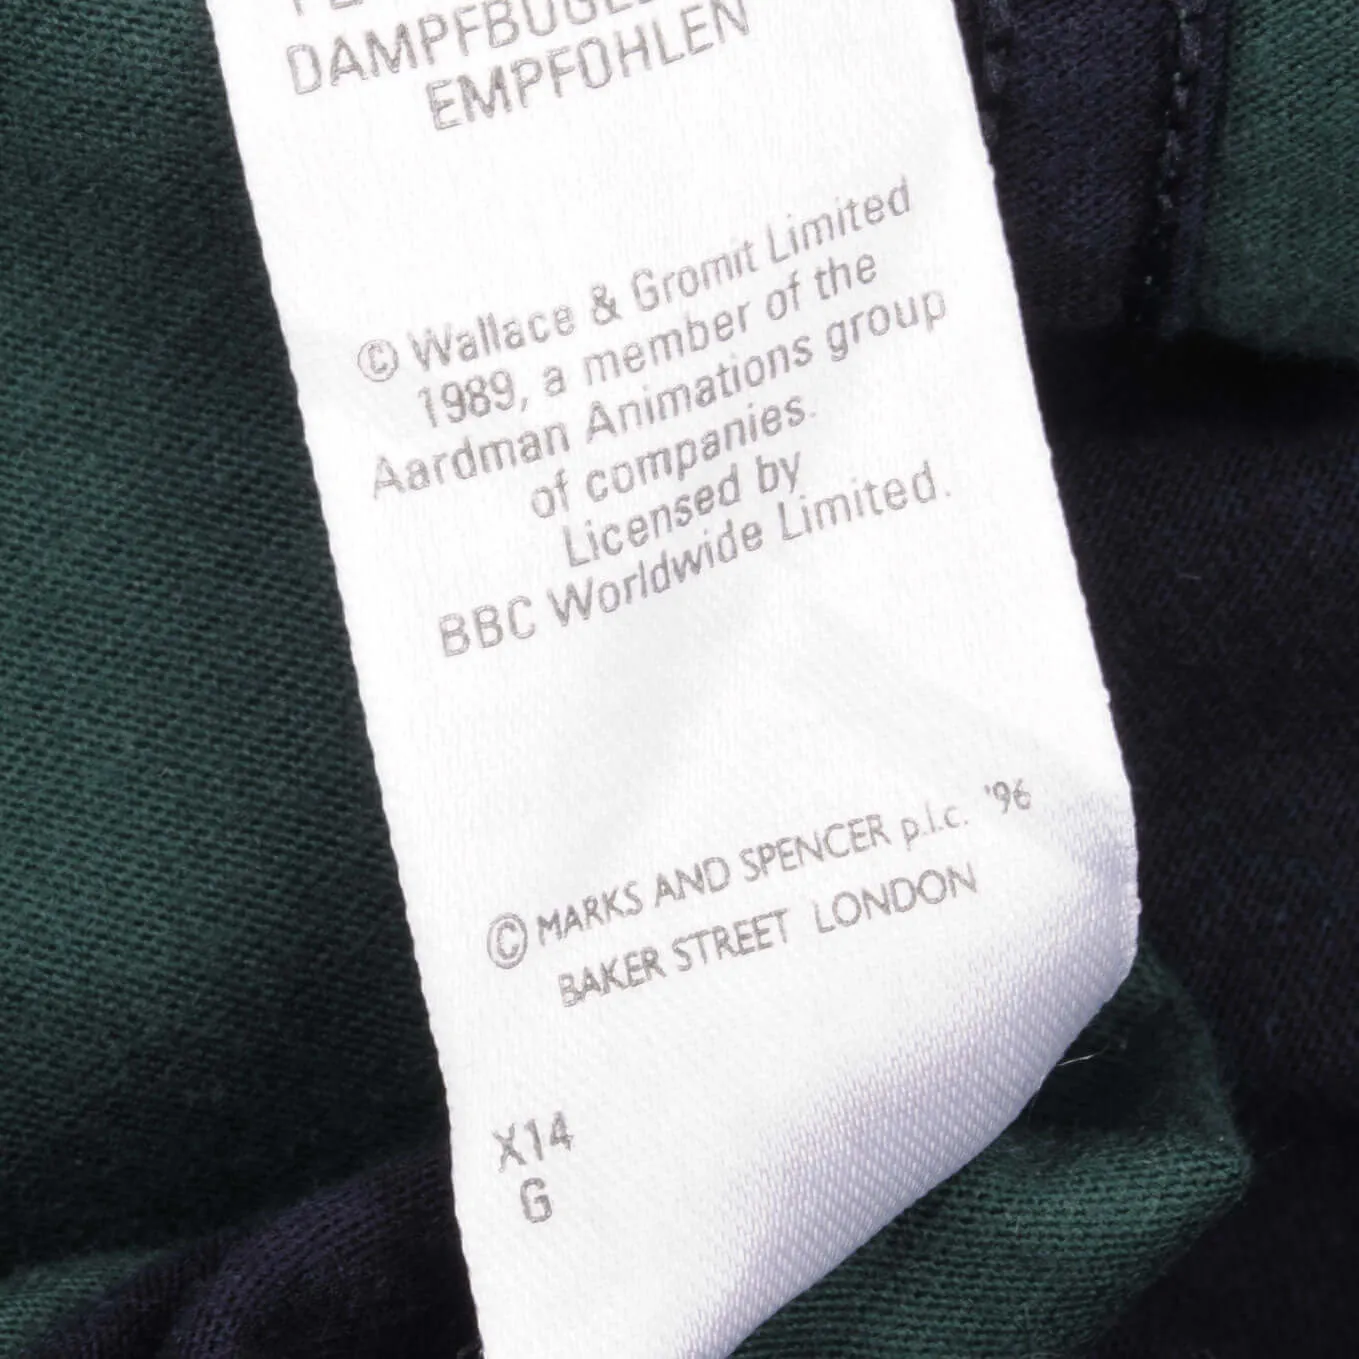 DAMPFBÜGELN
EMPFOHLEN
© Wallace & Gromit Limited
1989, a member of the
Aardman Animations group
of companies.
Licensed by
BBC Worldwide Limited.
© MARKS AND SPENCER p.l.c. '96
BAKER STREET LONDON
X14
G